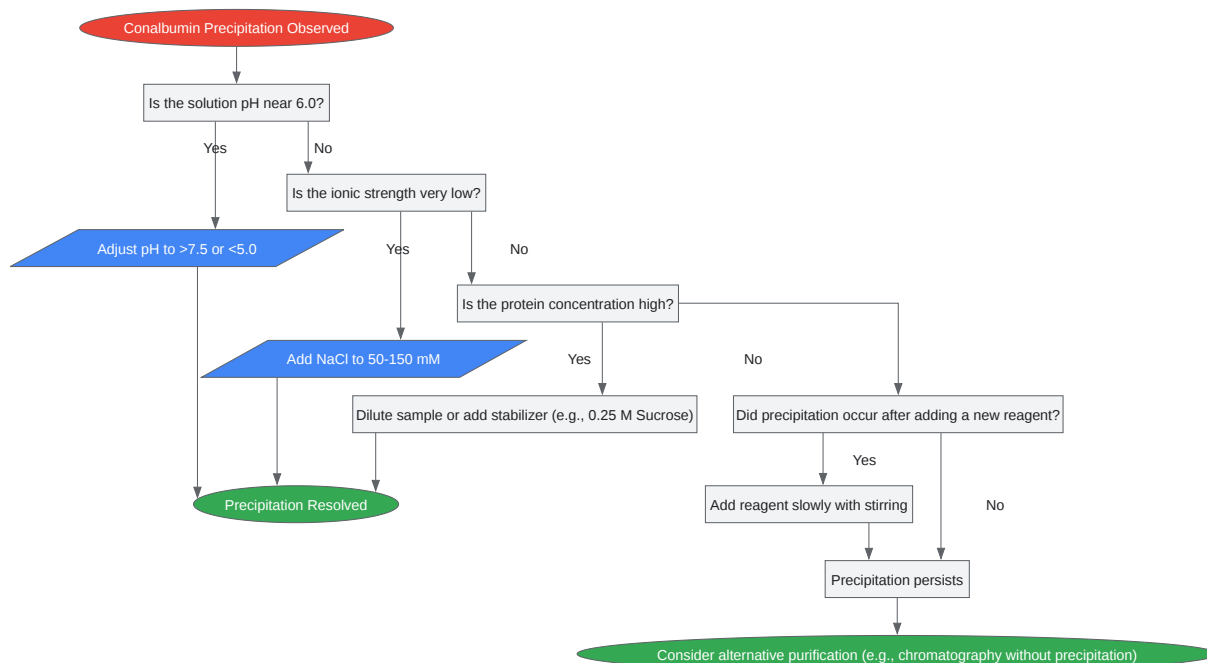 Conalbumin Precipitation Observed
Is the solution pH near 6.0?
Yes
No
Is the ionic strength very low?
Adjust pH to >7.5 or <5.0
Yes
No
Is the protein concentration high?
Add NaCl to 50-150 mM
Yes
No
Dilute sample or add stabilizer (e.g., 0.25 M Sucrose)
Did precipitation occur after adding a new reagent?
Yes
Precipitation Resolved
Add reagent slowly with stirring
No
Precipitation persists
Consider alternative purification (e.g., chromatography without precipitation)